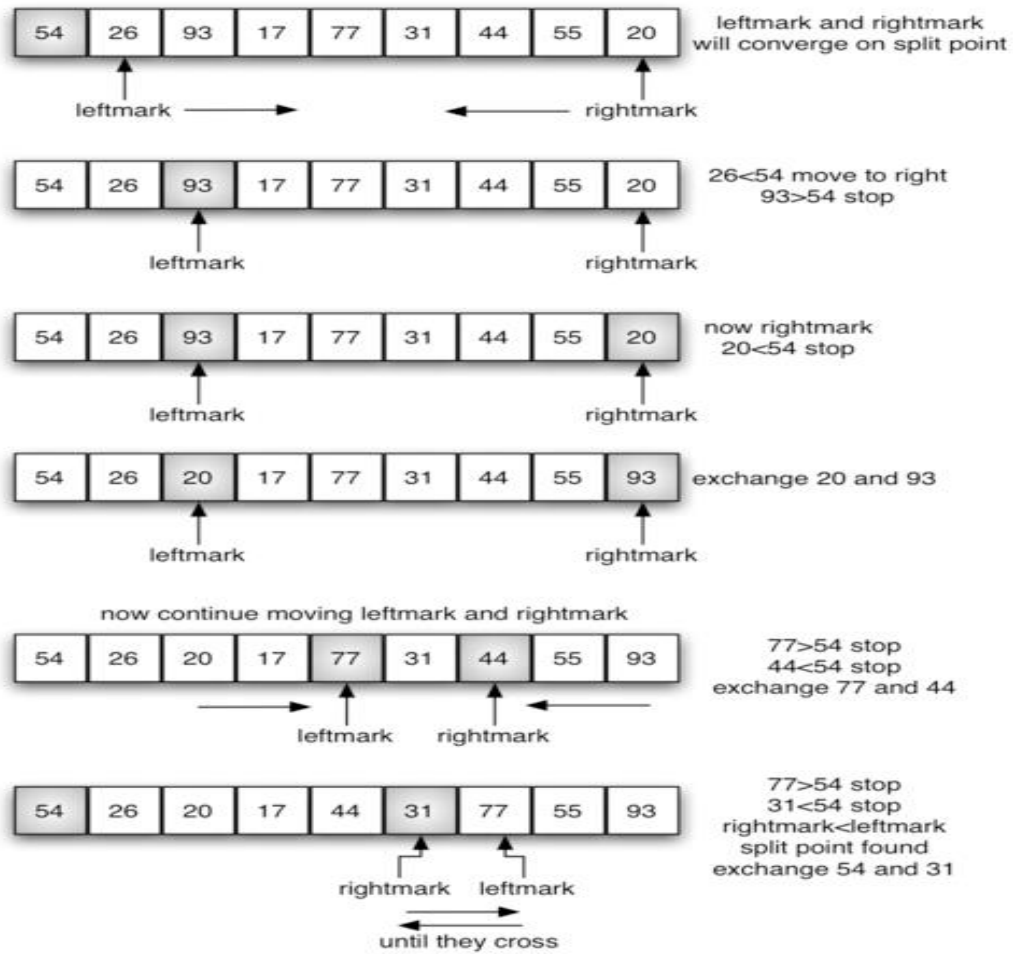 54 26 93 17 77 31 44 55 20
leftmark and rightmark
will converge on split point
leftmark rightmark
54 26 93 17 77 31 44 55 20
26<54 move to right
93>54 stop
leftmark rightmark
54 26 93 17 77 31 44 55 20
now rightmark
20<54 stop
leftmark rightmark
54 26 20 17 77 31 44 55 93
exchange 20 and 93
leftmark rightmark
now continue moving leftmark and rightmark
54 26 20 17 77 31 44 55 93
77>54 stop
44<54 stop
exchange 77 and 44
leftmark rightmark
54 26 20 17 44 31 77 55 93
77>54 stop
31<54 stop
rightmark<leftmark
split point found
exchange 54 and 31
rightmark leftmark
until they cross